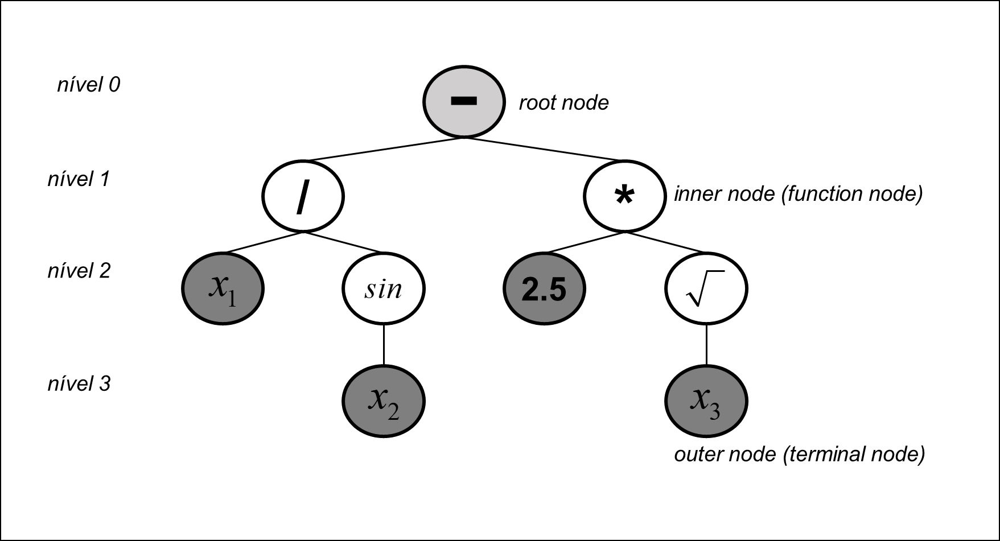 nível 0
-
root node
nível 1
/
*
inner node (function node)
nível 2
x₁
sin
2.5
√
nível 3
x₂
x₃
outer node (terminal node)